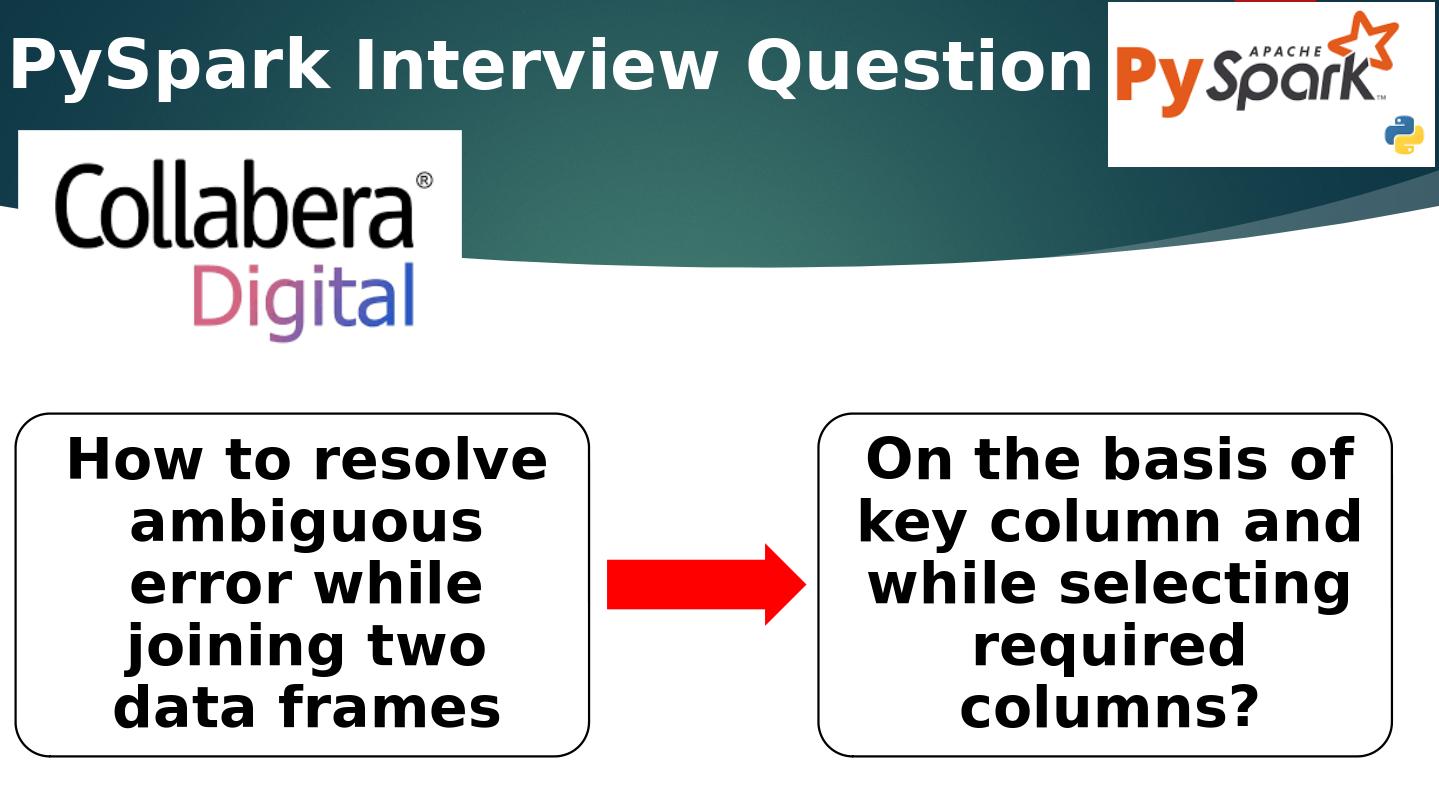 PySpark Interview Question
APACHE
PySpark™
Collabera®
Digital
How to resolve
ambiguous
error while
joining two
data frames
On the basis of
key column and
while selecting
required
columns?